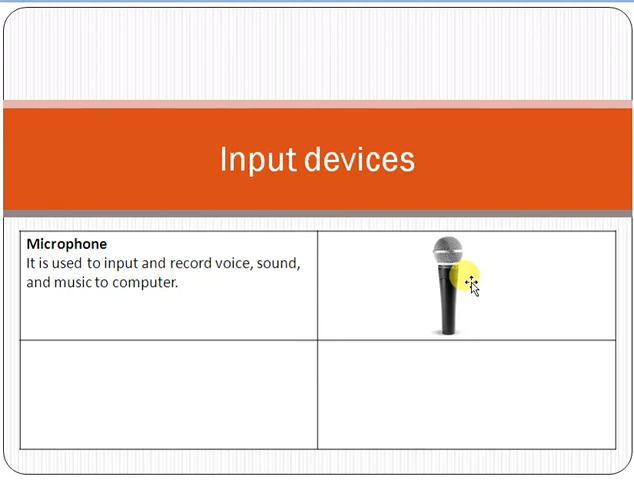 Input devices
Microphone
It is used to input and record voice, sound,
and music to computer.